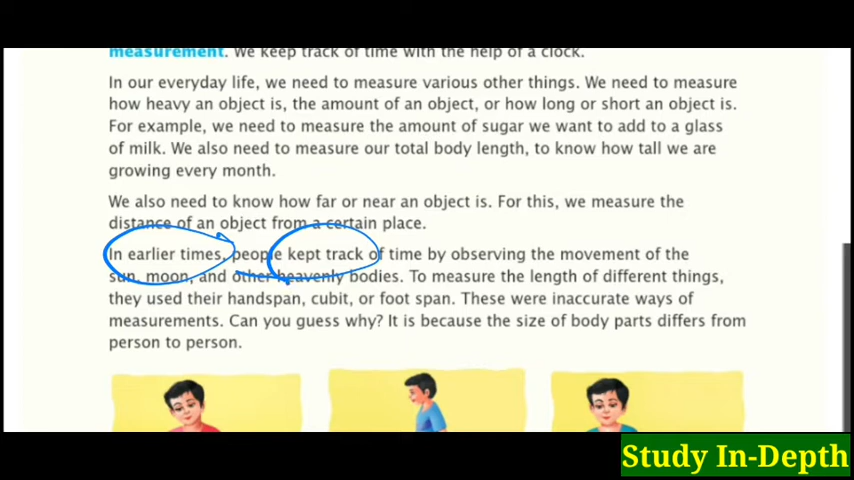 measurement. We keep track of time with the help of a clock.
In our everyday life, we need to measure various other things. We need to measure
how heavy an object is, the amount of an object, or how long or short an object is.
For example, we need to measure the amount of sugar we want to add to a glass
of milk. We also need to measure our total body length, to know how tall we are
growing every month.
We also need to know how far or near an object is. For this, we measure the
distance of an object from a certain place.
In earlier times, people kept track of time by observing the movement of the
sun, moon, and other heavenly bodies. To measure the length of different things,
they used their handspan, cubit, or foot span. These were inaccurate ways of
measurements. Can you guess why? It is because the size of body parts differs from
person to person.
Study In-Depth